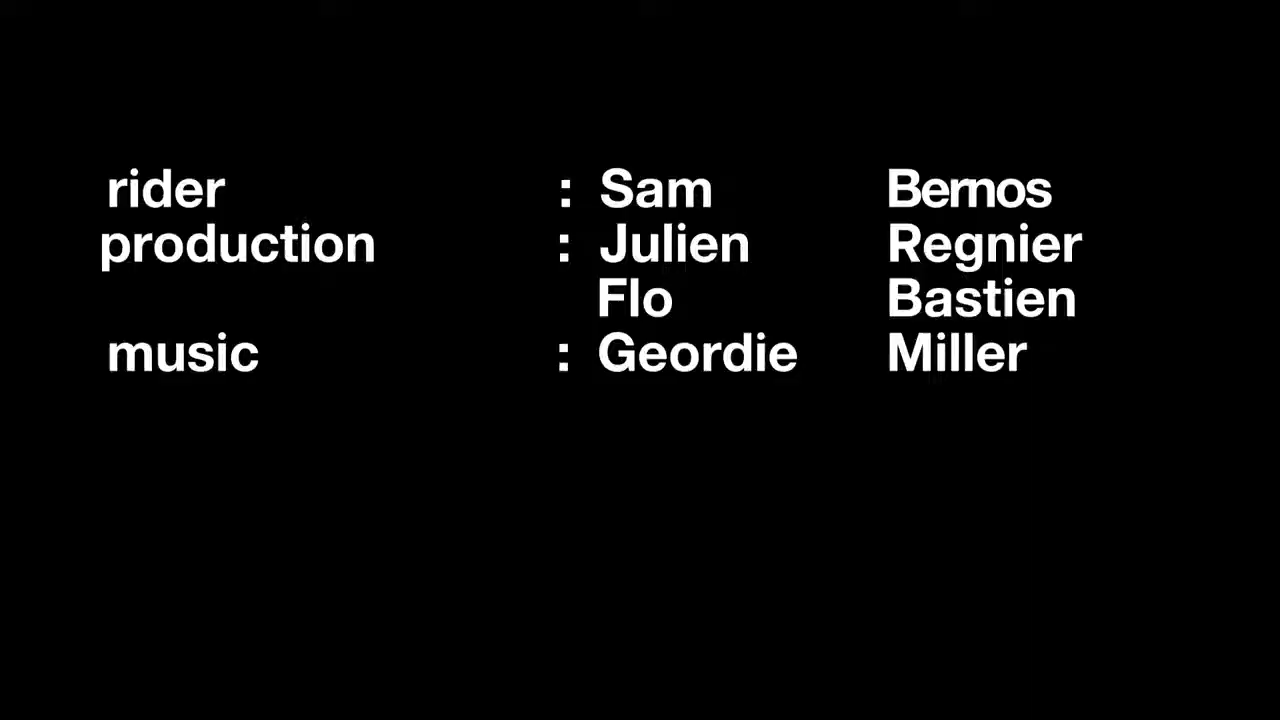 rider : Sam Bernos
production : Julien Regnier
Flo Bastien
music : Geordie Miller